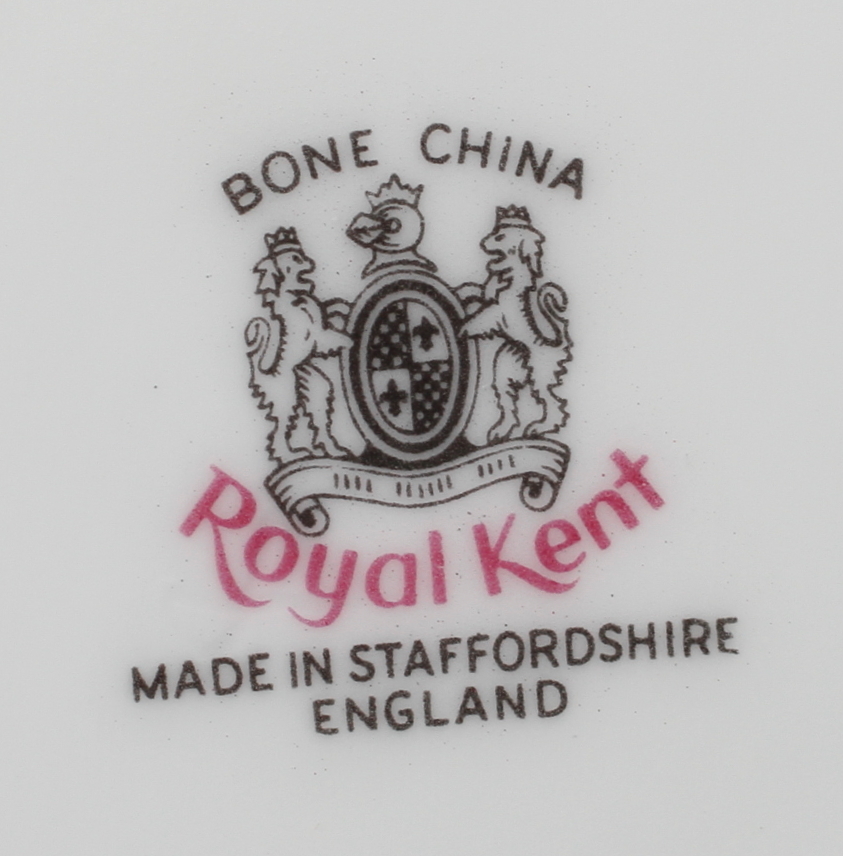 BONE CHINA
Royal Kent
MADE IN STAFFORDSHIRE
ENGLAND